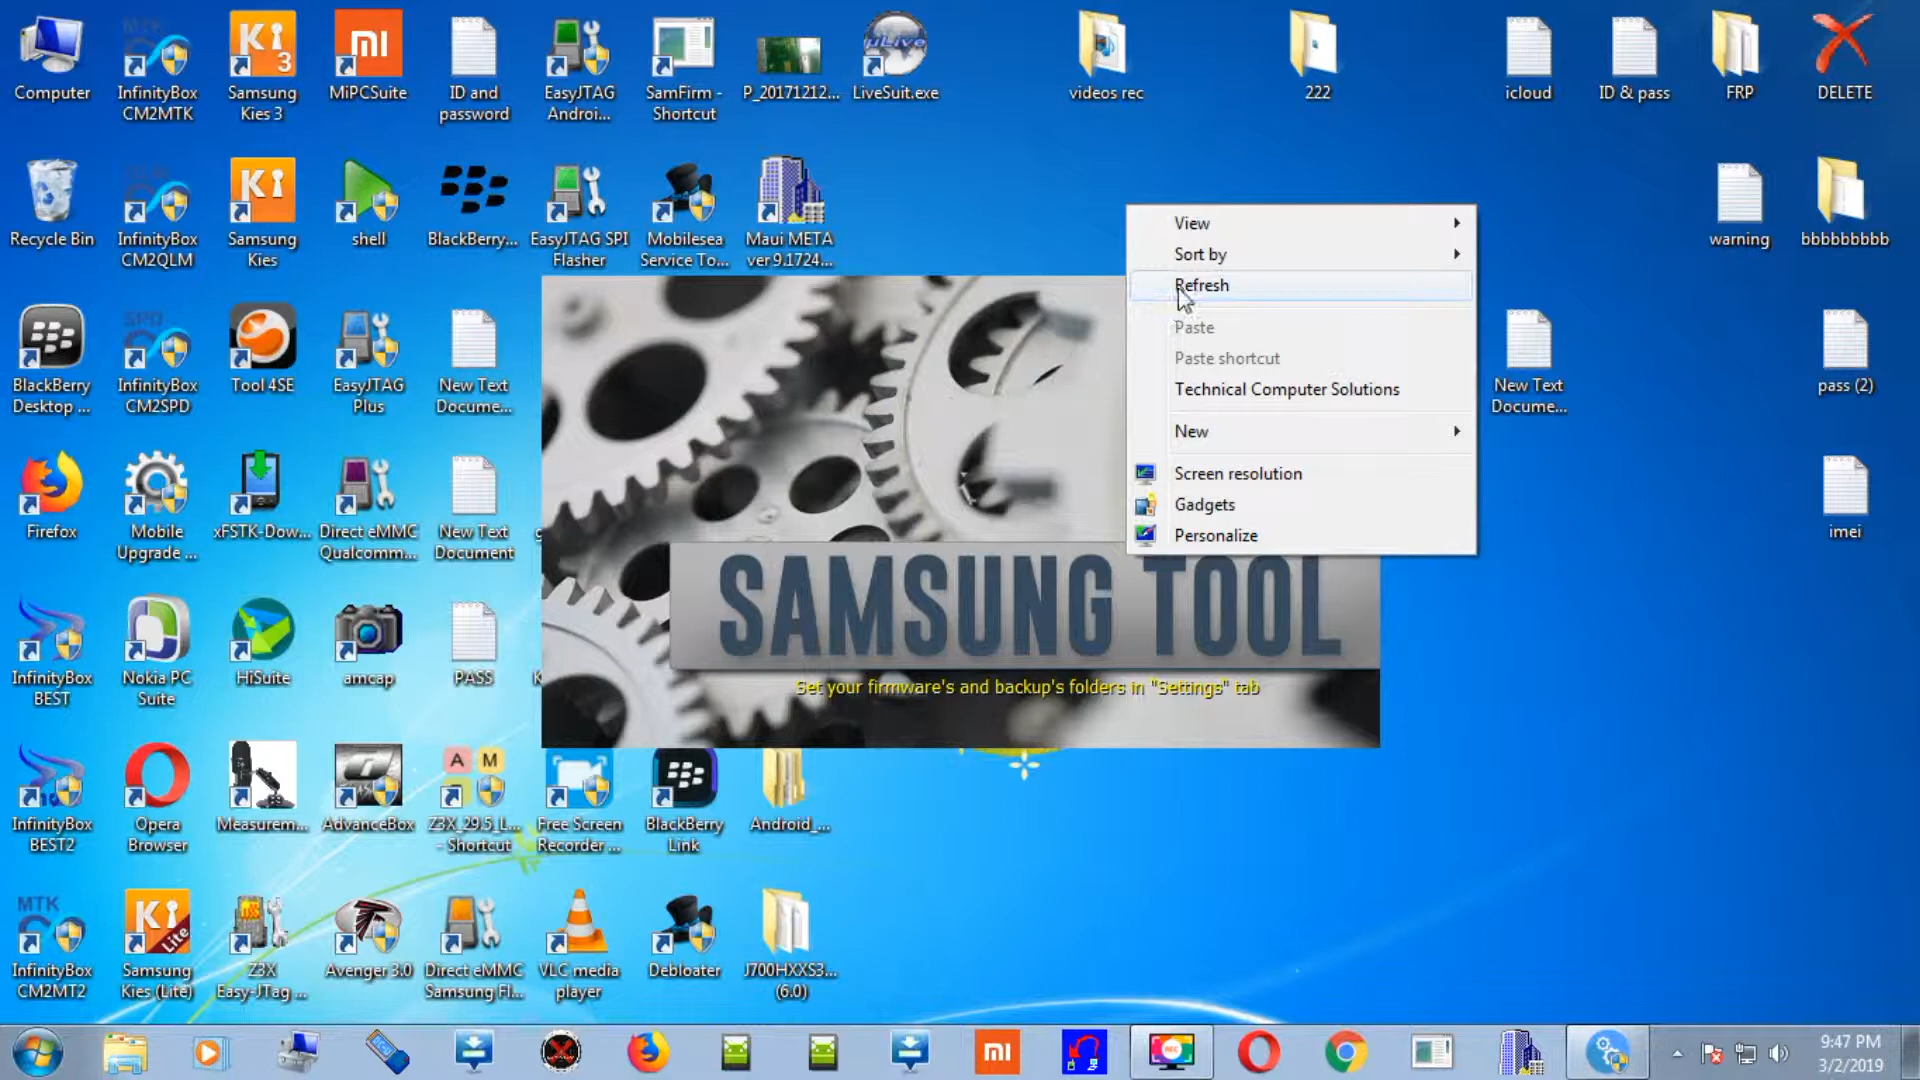 Computer
InfinityBox
CM2MTK
Samsung
Kies 3
MiPCSuite
ID and
password
EasyJTAG
Androi...
SamFirm -
Shortcut
P_20171212...
LiveSuit.exe
videos rec
222
icloud
ID & pass
FRP
DELETE
Recycle Bin
InfinityBox
CM2QLM
Samsung
Kies
shell
BlackBerry...
EasyJTAG SPI
Flasher
Mobilesea
Service To...
Maui META
ver 9.1724...
warning
bbbbbbbbb
View
Sort by
Refresh
Paste
Paste shortcut
Technical Computer Solutions
New
Screen resolution
Gadgets
Personalize
BlackBerry
Desktop ...
InfinityBox
CM2SPD
Tool 4SE
EasyJTAG
Plus
New Text
Docume...
New Text
Docume...
pass (2)
Firefox
Mobile
Upgrade ...
xFSTK-Dow...
Direct eMMC
Qualcomm...
New Text
Document
imei
SAMSUNG TOOL
Set your firmware's and backup's folders in "Settings" tab
InfinityBox
BEST
Nokia PC
Suite
HiSuite
amcap
PASS
InfinityBox
BEST2
Opera
Browser
Measurem...
AdvanceBox
Z3X_29.5_L...
- Shortcut
Free Screen
Recorder ...
BlackBerry
Link
Android_...
InfinityBox
CM2MT2
Samsung
Kies (Lite)
Z3X
Easy-JTag ...
Avenger 3.0
Direct eMMC
Samsung Fl...
VLC media
player
Debloater
J700HXXS3...
(6.0)
9:47 PM
3/2/2019